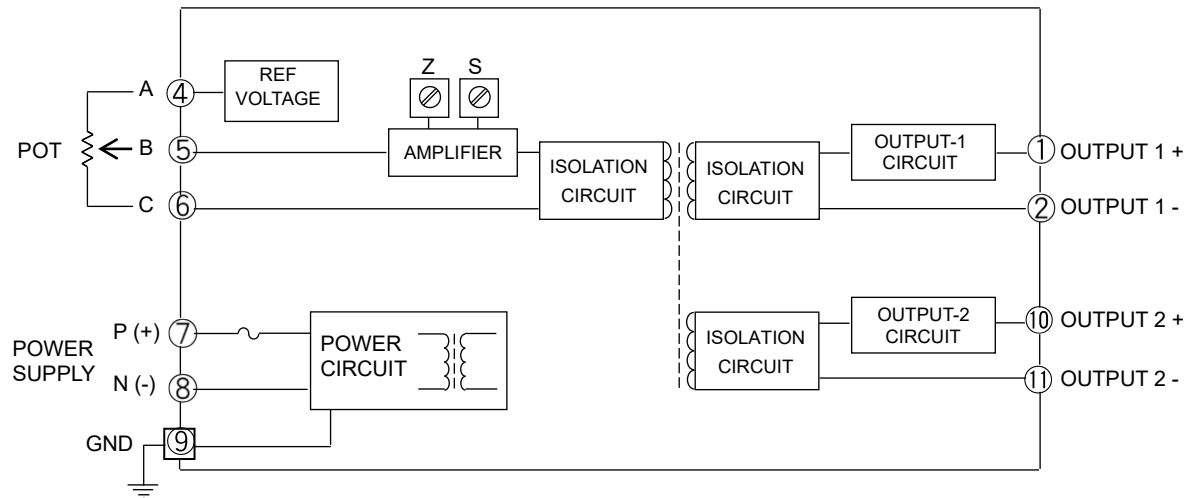 A
4
REF
VOLTAGE
Z
S
POT
B
5
AMPLIFIER
C
6
ISOLATION
CIRCUIT
ISOLATION
CIRCUIT
OUTPUT-1
CIRCUIT
1
OUTPUT 1 +
2
OUTPUT 1 -
POWER
SUPPLY
P (+)
7
N (-)
8
GND
9
POWER
CIRCUIT
ISOLATION
CIRCUIT
OUTPUT-2
CIRCUIT
10
OUTPUT 2 +
11
OUTPUT 2 -